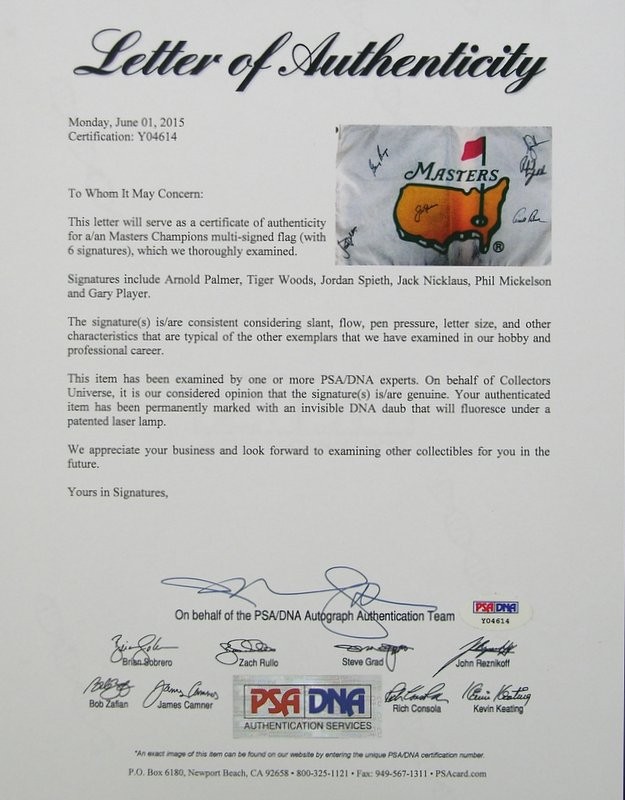 Letter of Authenticity
Monday, June 01, 2015
Certification: Y04614
MASTERS
®
To Whom It May Concern:
This letter will serve as a certificate of authenticity
for a/an Masters Champions multi-signed flag (with
6 signatures), which we thoroughly examined.
Signatures include Arnold Palmer, Tiger Woods, Jordan Spieth, Jack Nicklaus, Phil Mickelson
and Gary Player.
The signature(s) is/are consistent considering slant, flow, pen pressure, letter size, and other
characteristics that are typical of the other exemplars that we have examined in our hobby and
professional career.
This item has been examined by one or more PSA/DNA experts. On behalf of Collectors
Universe, it is our considered opinion that the signature(s) is/are genuine. Your authenticated
item has been permanently marked with an invisible DNA daub that will fluoresce under a
patented laser lamp.
We appreciate your business and look forward to examining other collectibles for you in the
future.
Yours in Signatures,
On behalf of the PSA/DNA Autograph Authentication Team
PSA DNA
Y04614
Brian Sobrero
Zach Rullo
Steve Grad
John Reznikoff
James Camner
Kevin Keating
Bob Zafian
James Camner
PSA DNA
AUTHENTICATION SERVICES
Rich Consola
Kevin Keating
*An exact image of this item can be found on our website by entering the unique PSA/DNA certification number.
P.O. Box 6180, Newport Beach, CA 92658 • 800-325-1121 • Fax: 949-567-1311 • PSAcard.com